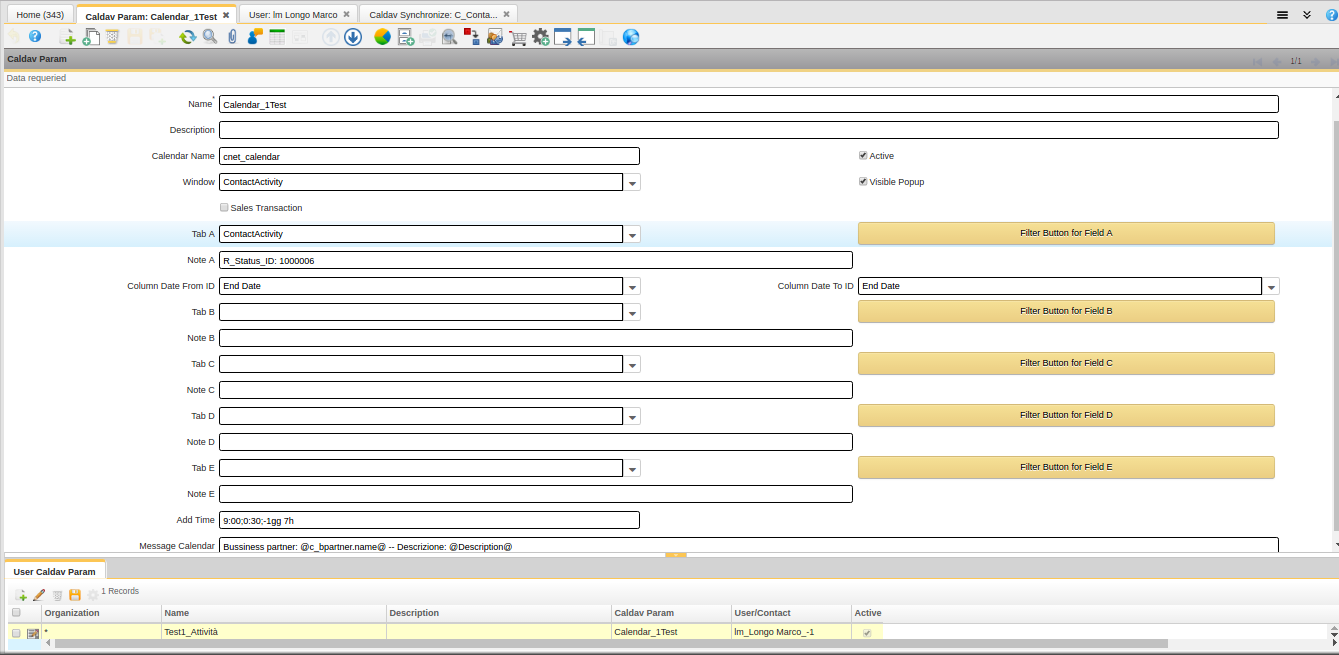 Home (343) Caldav Param: Calendar_1Test User: lm Longo Marco Caldav Synchronize: C_Conta...
Caldav Param 1/1
Data requeried
Name* Calendar_1Test
Description
Calendar Name cnet_calendar Active
Window ContactActivity Visible Popup
Sales Transaction
Tab A ContactActivity Filter Button for Field A
Note A R_Status_ID: 1000006
Column Date From ID End Date Column Date To ID End Date
Tab B Filter Button for Field B
Note B
Tab C Filter Button for Field C
Note C
Tab D Filter Button for Field D
Note D
Tab E Filter Button for Field E
Note E
Add Time 9:00;0:30;-1gg 7h
Message Calendar Bussiness partner: @c_bpartner.name@ -- Descrizione: @Description@
User Caldav Param
1 Records
Organization Name Description Caldav Param User/Contact Active
* Test1_Attività Calendar_1Test lm_Longo Marco_-1